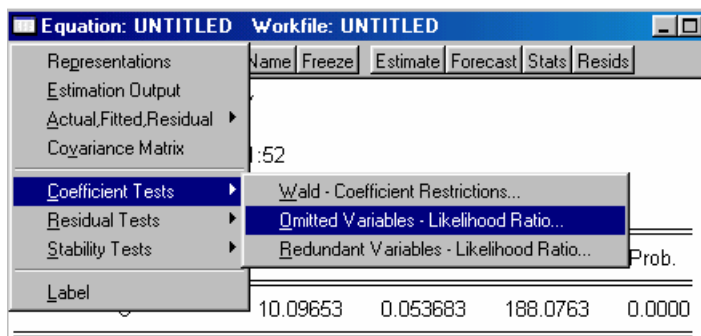 Equation: UNTITLED Workfile: UNTITLED
Name Freeze Estimate Forecast Stats Resids
Representations
Estimation Output
Actual,Fitted,Residual
Covariance Matrix
1:52
Coefficient Tests
Wald - Coefficient Restrictions...
Residual Tests
Omitted Variables - Likelihood Ratio...
Stability Tests
Redundant Variables - Likelihood Ratio...
Prob.
Label
10.09653 0.053683 188.0763 0.0000